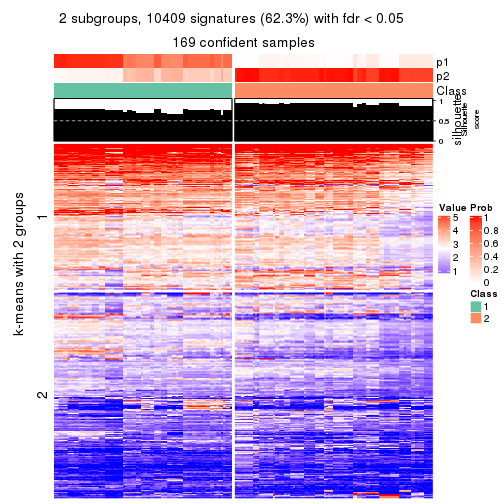 2 subgroups, 10409 signatures (62.3%) with fdr < 0.05
169 confident samples
p1
p2
Class
1
0.5
0
silhouette
Silhouette
score
k-means with 2 groups
1
2
Value
5
4
3
2
1
Prob
1
0.8
0.6
0.4
0.2
0
Class
1
2